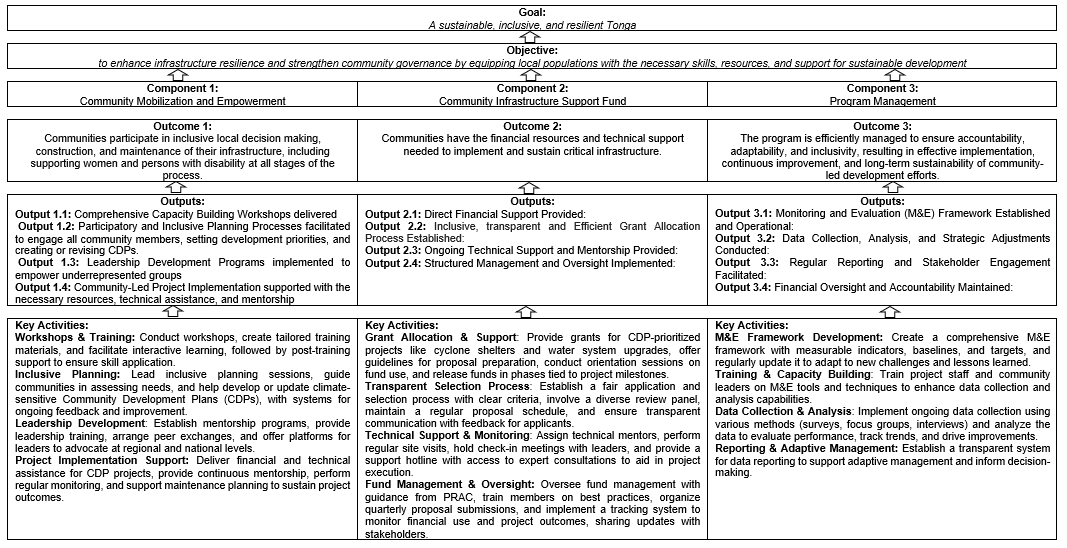 Goal:
A sustainable, inclusive, and resilient Tonga
Objective:
to enhance infrastructure resilience and strengthen community governance by equipping local populations with the necessary skills, resources, and support for sustainable development
Component 1:
Community Mobilization and Empowerment
Component 2:
Community Infrastructure Support Fund
Component 3:
Program Management
Outcome 1:
Communities participate in inclusive local decision making,
construction, and maintenance of their infrastructure, including
supporting women and persons with disability at all stages of the
process.
Outcome 2:
Communities have the financial resources and technical support
needed to implement and sustain critical infrastructure.
Outcome 3:
The program is efficiently managed to ensure accountability,
adaptability, and inclusivity, resulting in effective implementation,
continuous improvement, and long-term sustainability of community-
led development efforts.
Outputs:
Output 1.1: Comprehensive Capacity Building Workshops delivered
Output 1.2: Participatory and Inclusive Planning Processes facilitated
to engage all community members, setting development priorities, and
creating or revising CDPs.
Output 1.3: Leadership Development Programs implemented to
empower underrepresented groups
Output 1.4: Community-Led Project Implementation supported with the
necessary resources, technical assistance, and mentorship
Outputs:
Output 2.1: Direct Financial Support Provided:
Output 2.2: Inclusive, transparent and Efficient Grant Allocation
Process Established:
Output 2.3: Ongoing Technical Support and Mentorship Provided:
Output 2.4: Structured Management and Oversight Implemented:
Outputs:
Output 3.1: Monitoring and Evaluation (M&E) Framework Established
and Operational:
Output 3.2: Data Collection, Analysis, and Strategic Adjustments
Conducted:
Output 3.3: Regular Reporting and Stakeholder Engagement
Facilitated:
Output 3.4: Financial Oversight and Accountability Maintained:
Key Activities:
Workshops & Training: Conduct workshops, create tailored training
materials, and facilitate interactive learning, followed by post-training
support to ensure skill application.
Inclusive Planning: Lead inclusive planning sessions, guide
communities in assessing needs, and help develop or update climate-
sensitive Community Development Plans (CDPs), with systems for
ongoing feedback and improvement.
Leadership Development: Establish mentorship programs, provide
leadership training, arrange peer exchanges, and offer platforms for
leaders to advocate at regional and national levels.
Project Implementation Support: Deliver financial and technical
assistance for CDP projects, provide continuous mentorship, perform
regular monitoring, and support maintenance planning to sustain project
outcomes.
Key Activities:
Grant Allocation & Support: Provide grants for CDP-prioritized
projects like cyclone shelters and water system upgrades, offer
guidelines for proposal preparation, conduct orientation sessions on
fund use, and release funds in phases tied to project milestones.
Transparent Selection Process: Establish a fair application and
selection process with clear criteria, involve a diverse review panel,
maintain a regular proposal schedule, and ensure transparent
communication with feedback for applicants.
Technical Support & Monitoring: Assign technical mentors, perform
regular site visits, hold check-in meetings with leaders, and provide a
support hotline with access to expert consultations to aid in project
execution.
Fund Management & Oversight: Oversee fund management with
guidance from PRAC, train members on best practices, organize
quarterly proposal submissions, and implement a tracking system to
monitor financial use and project outcomes, sharing updates with
stakeholders.
Key Activities:
M&E Framework Development: Create a comprehensive M&E
framework with measurable indicators, baselines, and targets, and
regularly update it to adapt to new challenges and lessons learned.
Training & Capacity Building: Train project staff and community
leaders on M&E tools and techniques to enhance data collection and
analysis capabilities.
Data Collection & Analysis: Implement ongoing data collection using
various methods (surveys, focus groups, interviews) and analyze the
data to evaluate performance, track trends, and drive improvements.
Reporting & Adaptive Management: Establish a transparent system
for data reporting to support adaptive management and inform decision-
making.